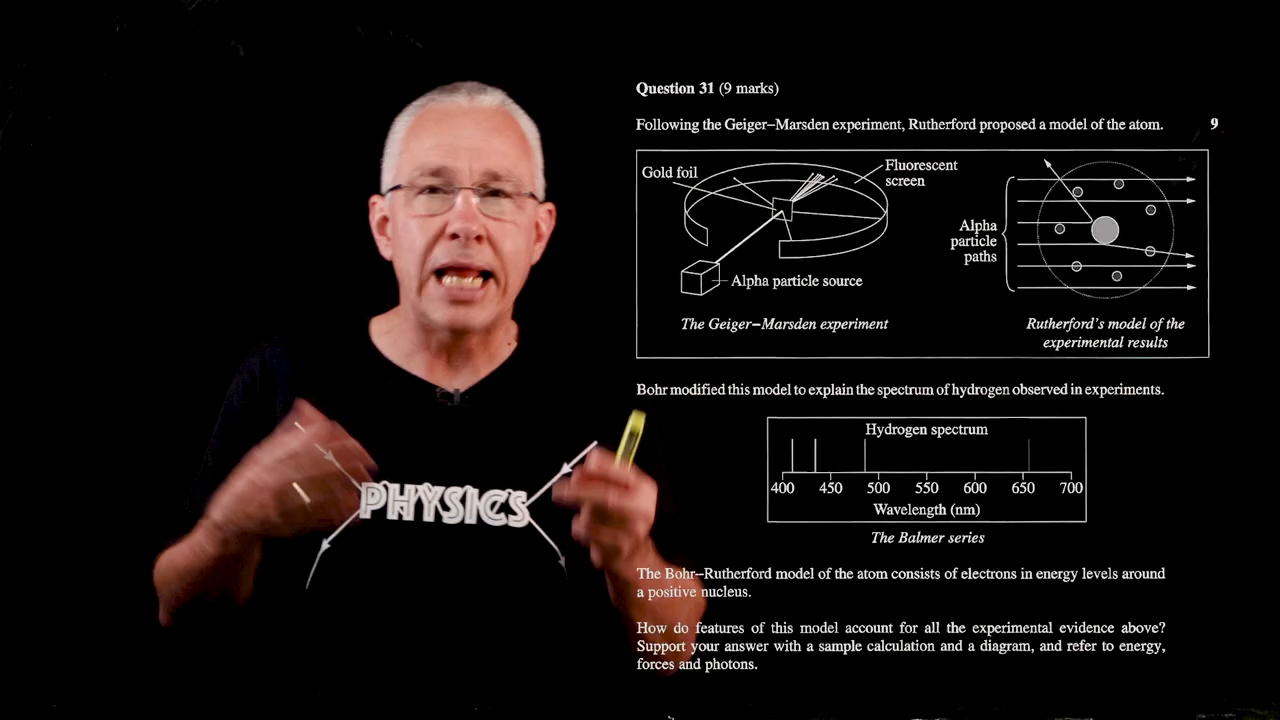 Question 31 (9 marks)
Following the Geiger–Marsden experiment, Rutherford proposed a model of the atom. 9
Gold foil
Fluorescent
screen
Alpha particle source
The Geiger–Marsden experiment
Alpha
particle
paths
Rutherford's model of the
experimental results
Bohr modified this model to explain the spectrum of hydrogen observed in experiments.
Hydrogen spectrum
400 450 500 550 600 650 700
Wavelength (nm)
The Balmer series
The Bohr–Rutherford model of the atom consists of electrons in energy levels around
a positive nucleus.
How do features of this model account for all the experimental evidence above?
Support your answer with a sample calculation and a diagram, and refer to energy,
forces and photons.
PHYSICS